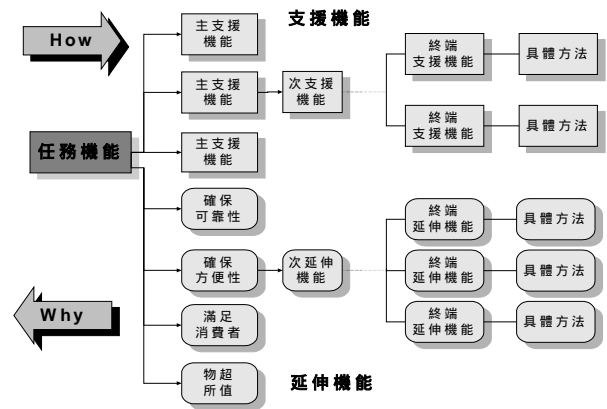 How
支援機能
主支援
機能
主支援
機能
次支援
機能
終端
支援機能
具體方法
終端
支援機能
具體方法
任務機能
主支援
機能
確保
可靠性
確保
方便性
次延伸
機能
終端
延伸機能
具體方法
終端
延伸機能
具體方法
終端
延伸機能
具體方法
Why
滿足
消費者
物超
所值
延伸機能